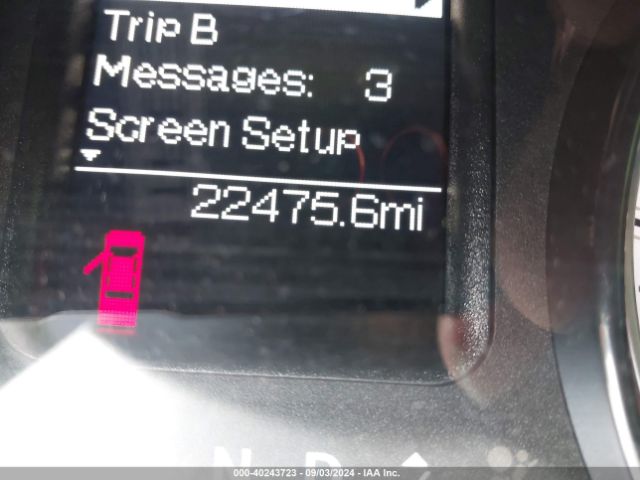 Trip B
Messages: 3
Screen Setup
22475.6mi
N D
000-40243723 - 09/03/2024 - IAA Inc.